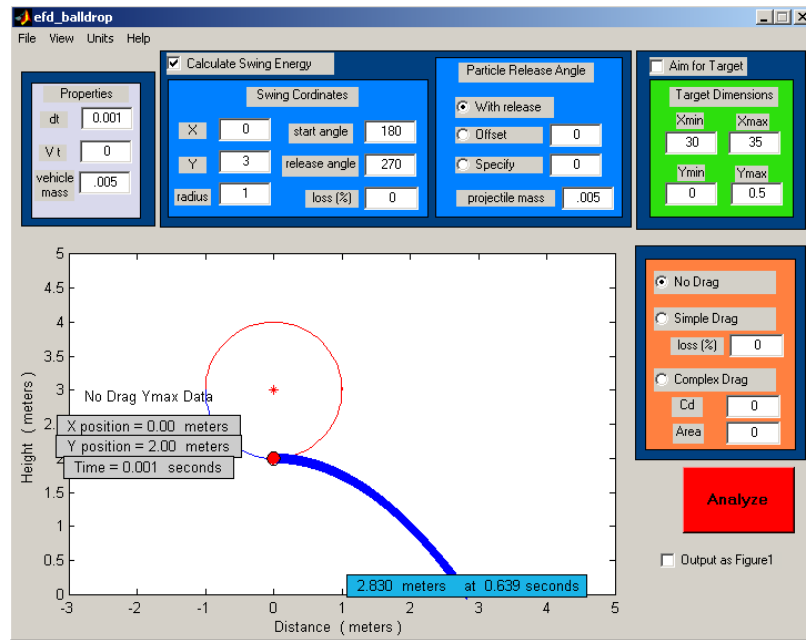 efd_balldrop
File View Units Help
Calculate Swing Energy
Aim for Target
Properties
dt 0.001
V t 0
vehicle mass .005
Swing Cordinates
X 0 start angle 180
Y 3 release angle 270
radius 1 loss (%) 0
Particle Release Angle
With release
Offset 0
Specify 0
projectile mass .005
Target Dimensions
Xmin Xmax
30 35
Ymin Ymax
0 0.5
No Drag
Simple Drag
loss (%) 0
Complex Drag
Cd 0
Area 0
Analyze
Output as Figure1
5
4.5
4
3.5
3
2.5
No Drag Ymax Data
X position = 0.00 meters
Y position = 2.00 meters
2
Time = 0.001 seconds
1.5
1
0.5
0
2.830 meters at 0.639 seconds
-3 -2 -1 0 1 2 3 4 5
Distance ( meters )
Height ( meters )